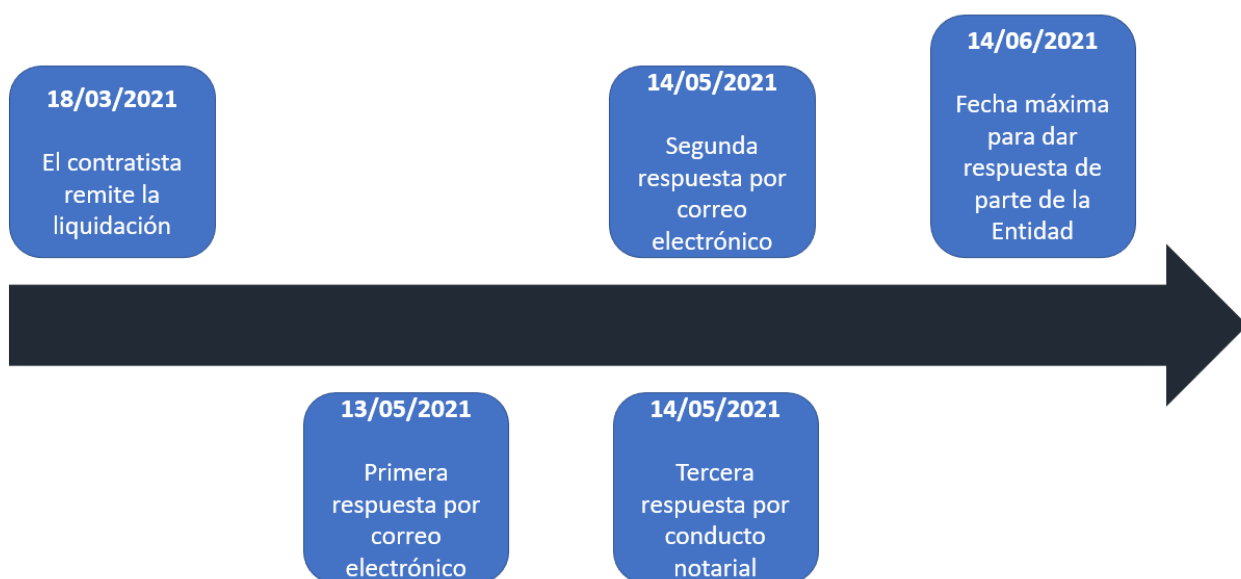 18/03/2021
El contratista
remite la
liquidación
14/05/2021
Segunda
respuesta por
correo
electrónico
14/06/2021
Fecha máxima
para dar
respuesta de
parte de la
Entidad
13/05/2021
Primera
respuesta por
correo
electrónico
14/05/2021
Tercera
respuesta por
conducto
notarial